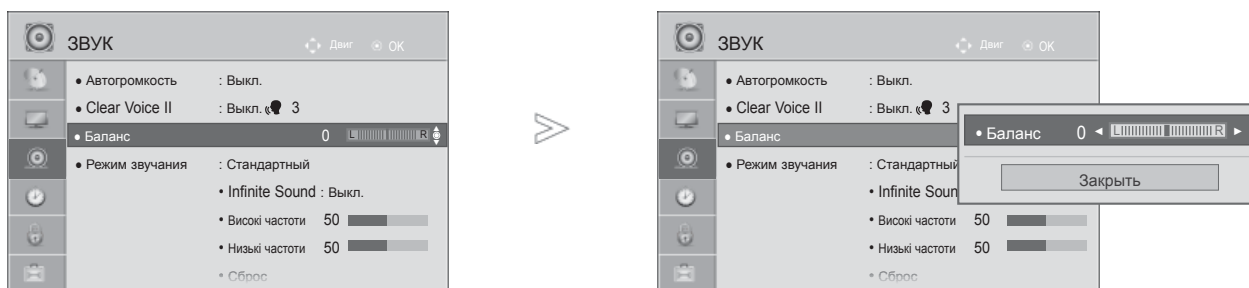 ЗВУК
Двиг OK
• Автогромкость : Выкл.
• Clear Voice II : Выкл. 3
• Баланс 0 L R
• Режим звучания : Стандартный
• Infinite Sound : Выкл.
• Високі частоти 50
• Низькі частоти 50
• Сброс
ЗВУК
Двиг OK
• Автогромкость : Выкл.
• Clear Voice II : Выкл. 3
• Баланс
• Режим звучания : Стандартный
• Infinite Soun
• Високі частоти 50
• Низькі частоти 50
• Сброс
• Баланс 0 ◄ L R ►
Закрыть